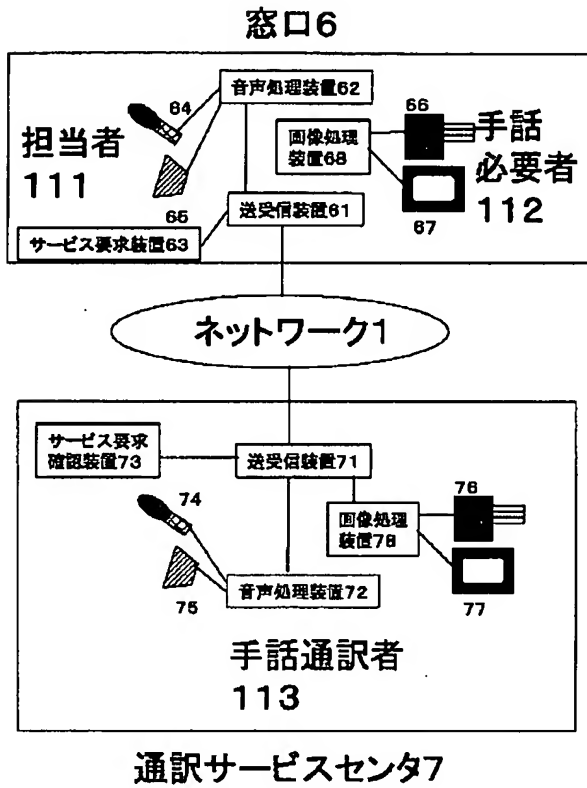 窓口6
音声処理装置62
64
66
担当者
111
画像処理
装置68
手話
必要者
112
65
送受信装置61
67
サービス要求装置63
ネットワーク1
サービス要求
確認装置73
送受信装置71
74
76
画像処理
装置78
75
音声処理装置72
77
手話通訳者
113
通訳サービスセンタ7